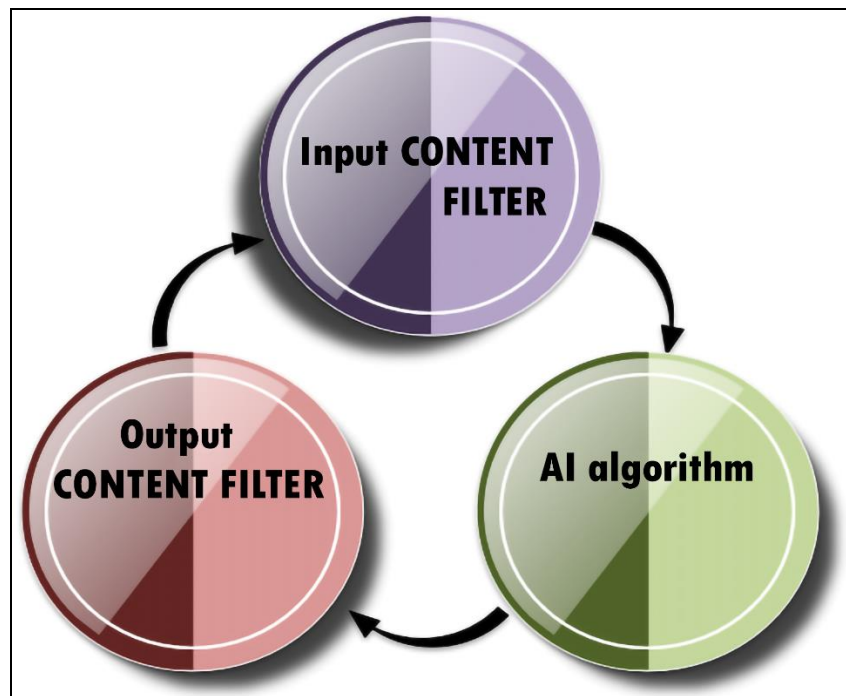 Input CONTENT
FILTER
Output
CONTENT FILTER
AI algorithm